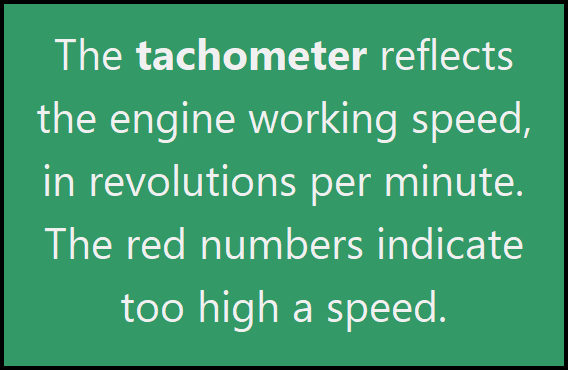 The tachometer reflects
the engine working speed,
in revolutions per minute.
The red numbers indicate
too high a speed.